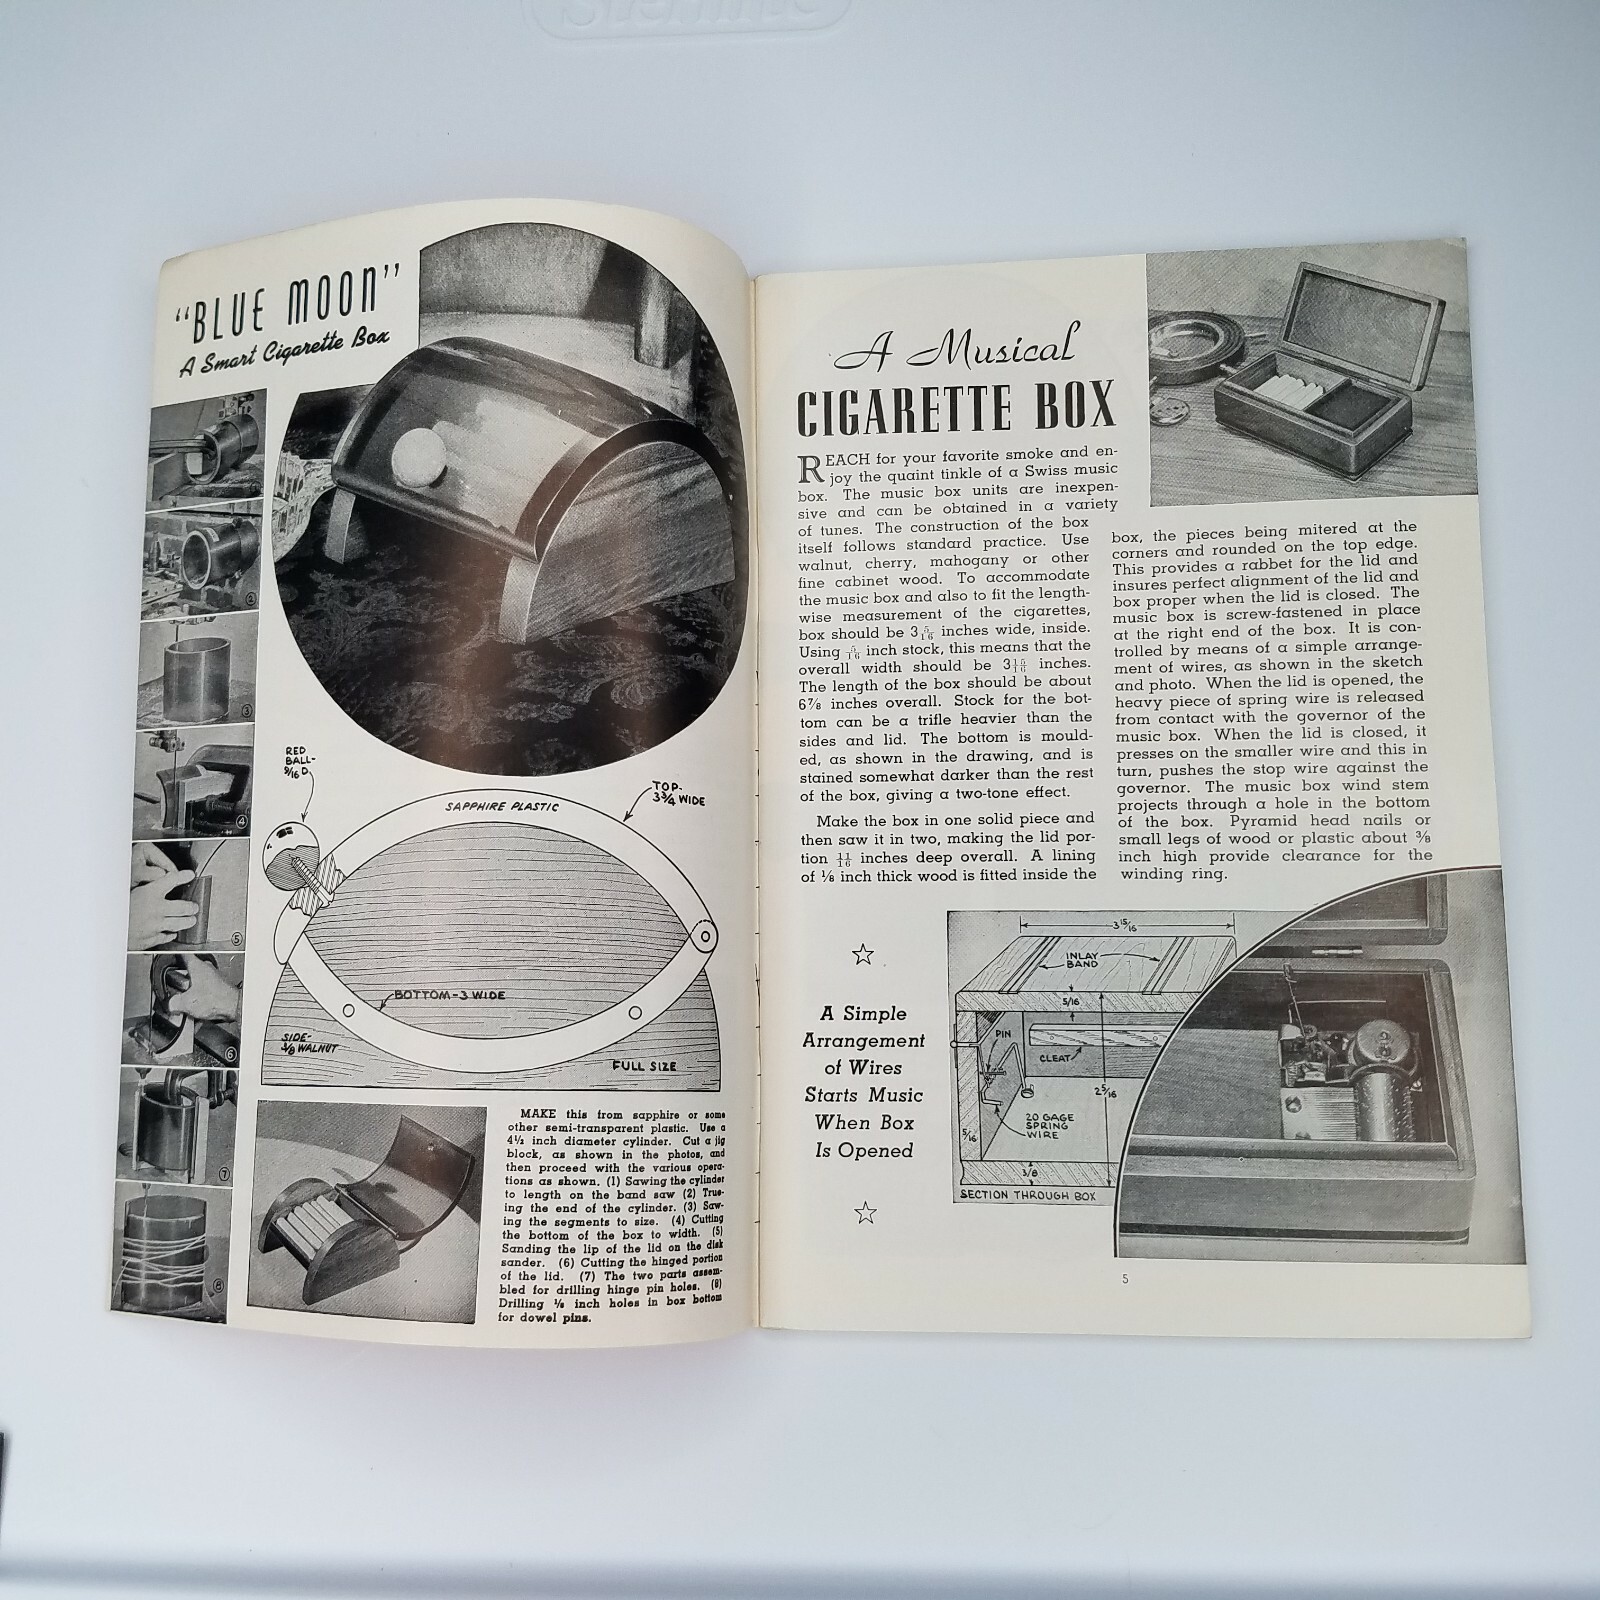 Sterilite
"BLUE MOON"
A Smart Cigarette Box
2
3
4
5
6
7
8
RED
BALL-
9/16 D.
SAPPHIRE PLASTIC
TOP-
3¾ WIDE
BOTTOM-3 WIDE
SIDE-
⅜ WALNUT
FULL SIZE
MAKE this from sapphire or some
other semi-transparent plastic. Use a
4½ inch diameter cylinder. Cut a jig
block, as shown in the photos, and
then proceed with the various opera-
tions as shown. (1) Sawing the cylinder
to length on the band saw (2) True-
ing the end of the cylinder. (3) Saw-
ing the segments to size. (4) Cutting
the bottom of the box to width. (5)
Sanding the lip of the lid on the disk
sander. (6) Cutting the hinged portion
of the lid. (7) The two parts assem-
bled for drilling hinge pin holes. (8)
Drilling ⅛ inch holes in box bottom
for dowel pins.
A Musical
CIGARETTE BOX
REACH for your favorite smoke and en-
joy the quaint tinkle of a Swiss music
box. The music box units are inexpen-
sive and can be obtained in a variety
of tunes. The construction of the box
itself follows standard practice. Use
walnut, cherry, mahogany or other
fine cabinet wood. To accommodate
the music box and also to fit the length-
wise measurement of the cigarettes,
box should be 3 5/16 inches wide, inside.
Using 5/16 inch stock, this means that the
overall width should be 3 15/16 inches.
The length of the box should be about
6⅞ inches overall. Stock for the bot-
tom can be a trifle heavier than the
sides and lid. The bottom is mould-
ed, as shown in the drawing, and is
stained somewhat darker than the rest
of the box, giving a two-tone effect.
Make the box in one solid piece and
then saw it in two, making the lid por-
tion 11/16 inches deep overall. A lining
of ⅛ inch thick wood is fitted inside the
box, the pieces being mitered at the
corners and rounded on the top edge.
This provides a rabbet for the lid and
insures perfect alignment of the lid and
box proper when the lid is closed. The
music box is screw-fastened in place
at the right end of the box. It is con-
trolled by means of a simple arrange-
ment of wires, as shown in the sketch
and photo. When the lid is opened, the
heavy piece of spring wire is released
from contact with the governor of the
music box. When the lid is closed, it
presses on the smaller wire and this in
turn, pushes the stop wire against the
governor. The music box wind stem
projects through a hole in the bottom
of the box. Pyramid head nails or
small legs of wood or plastic about ⅜
inch high provide clearance for the
winding ring.
A Simple
Arrangement
of Wires
Starts Music
When Box
Is Opened
3 15/16
INLAY
BAND
5/16
PIN
CLEAT
2 5/16
20 GAGE
SPRING
WIRE
5/16
3/8
SECTION THROUGH BOX
5